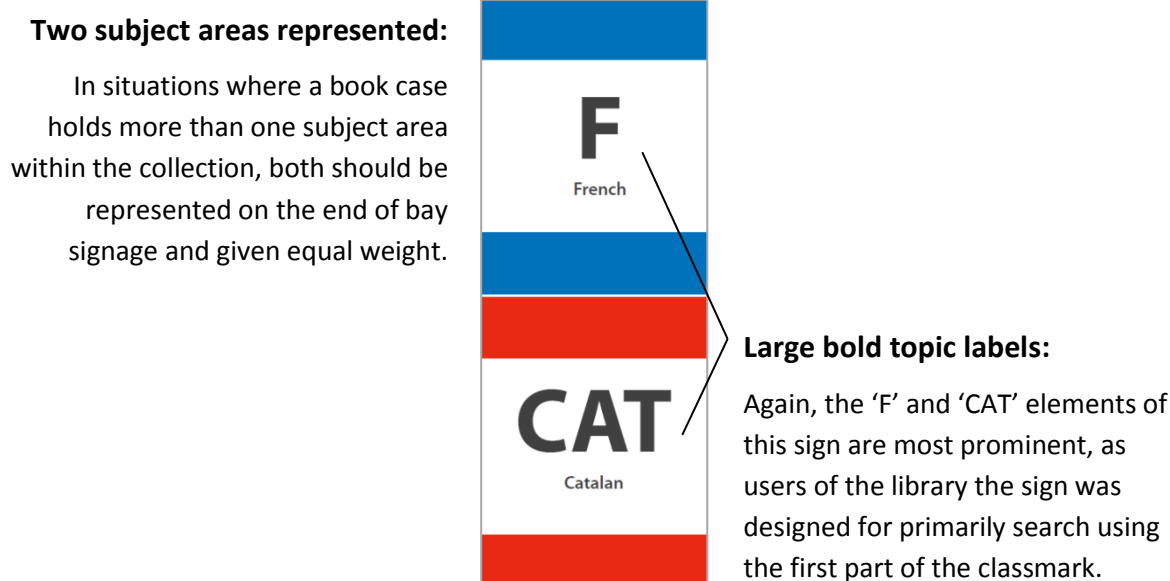 Two subject areas represented:
In situations where a book case
holds more than one subject area
within the collection, both should be
represented on the end of bay
signage and given equal weight.
F
French
CAT
Catalan
Large bold topic labels:
Again, the ‘F’ and ‘CAT’ elements of
this sign are most prominent, as
users of the library the sign was
designed for primarily search using
the first part of the classmark.